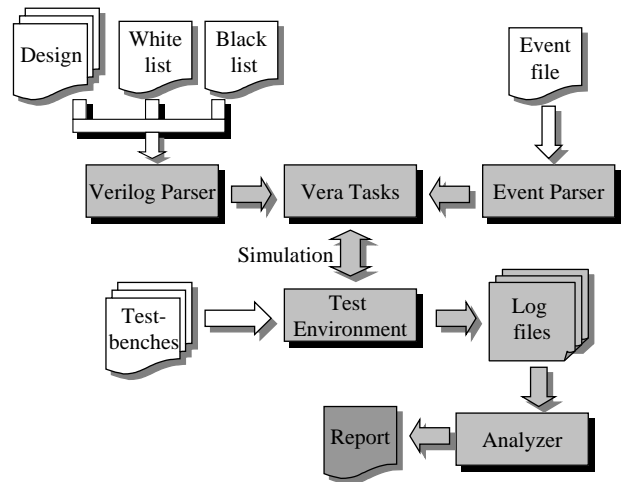 Design
White
list
Black
list
Event
file
Verilog Parser
Vera Tasks
Event Parser
Simulation
Test-
benches
Test
Environment
Log
files
Report
Analyzer